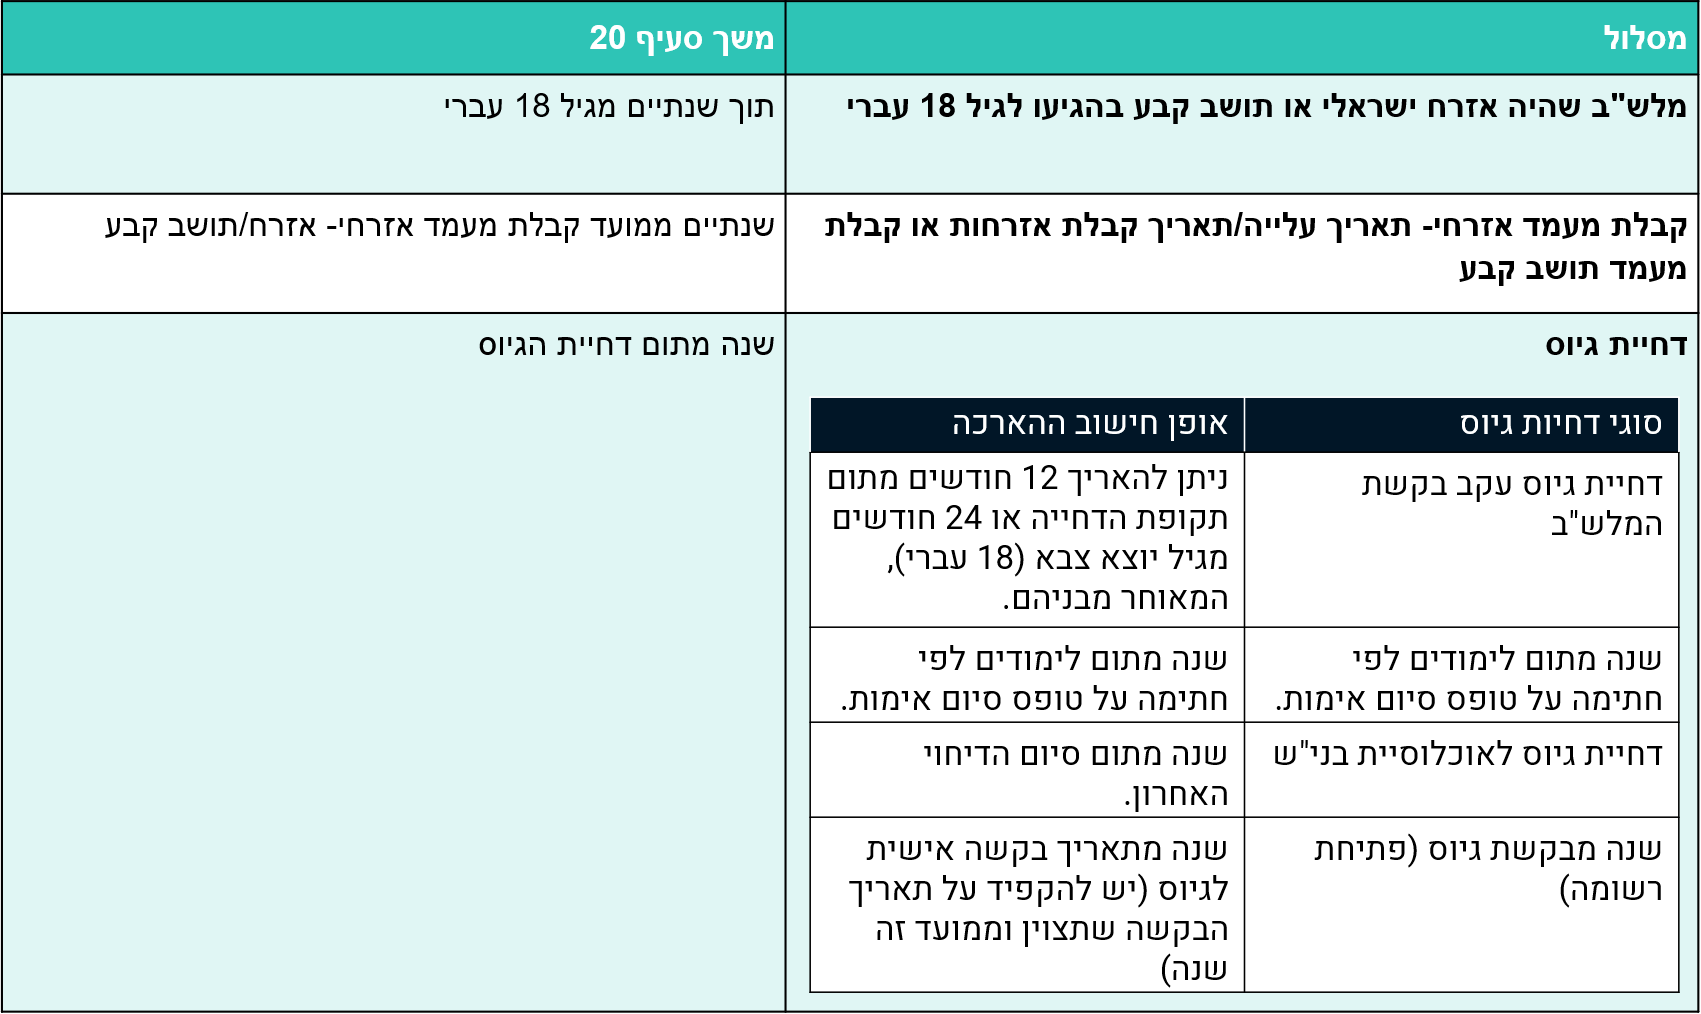 מסלול
משך סעיף 20
מלש"ב שהיה אזרח ישראלי או תושב קבע בהגיעו לגיל 18 עברי
תוך שנתיים מגיל 18 עברי
קבלת מעמד אזרחי- תאריך עלייה/תאריך קבלת אזרחות או קבלת
מעמד תושב קבע
שנתיים ממועד קבלת מעמד אזרחי- אזרח/תושב קבע
דחיית גיוס
שנה מתום דחיית הגיוס
סוגי דחיות גיוס
אופן חישוב ההארכה
דחיית גיוס עקב בקשת
המלש"ב
ניתן להאריך 12 חודשים מתום
תקופת הדחייה או 24 חודשים
מגיל יוצא צבא (18 עברי),
המאוחר מבניהם.
שנה מתום לימודים לפי
חתימה על טופס סיום אימות.
שנה מתום לימודים לפי
חתימה על טופס סיום אימות.
דחיית גיוס לאוכלוסיית בני"ש
שנה מתום סיום הדיחוי
האחרון.
שנה מבקשת גיוס (פתיחת
רשומה)
שנה מתאריך בקשה אישית
לגיוס (יש להקפיד על תאריך
הבקשה שתצוין וממועד זה
שנה)